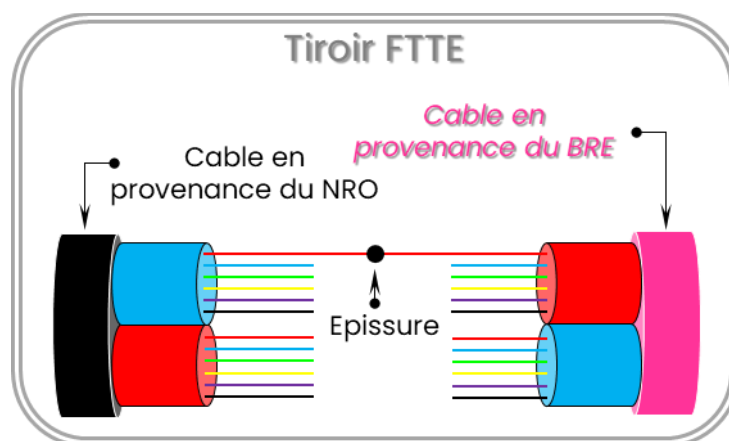 Tiroir FTTE
Cable en
provenance du BRE
Cable en
provenance du NRO
Epissure